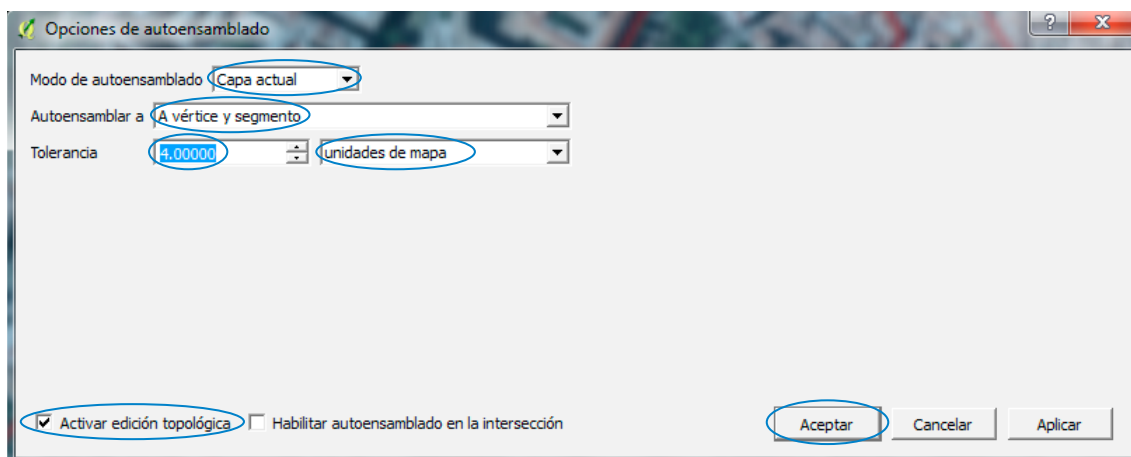 Opciones de autoensamblado
Modo de autoensamblado Capa actual
Autoensamblar a A vértice y segmento
Tolerancia 4.00000 unidades de mapa
Activar edición topológica Habilitar autoensamblado en la intersección Aceptar Cancelar Aplicar